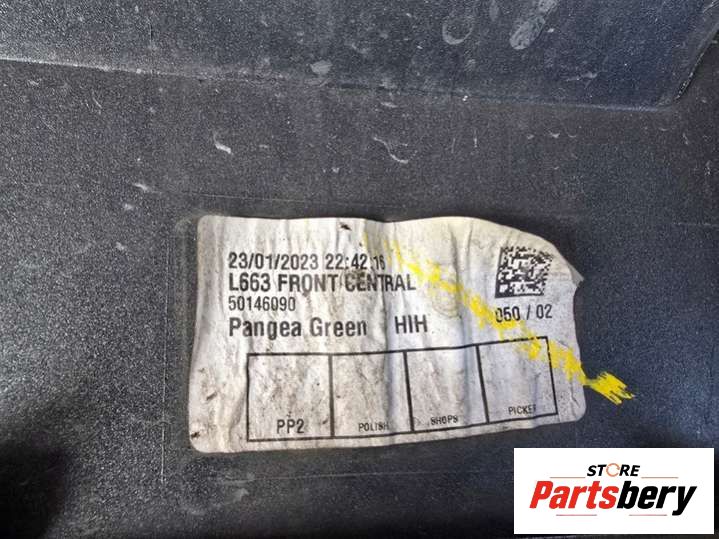 23/01/2023 22:42:16
L663 FRONT CENTRAL
50146090
Pangea Green HIH
050 / 02
PP2
POLISH
SHOPS
PICKET
STORE
Partsbery